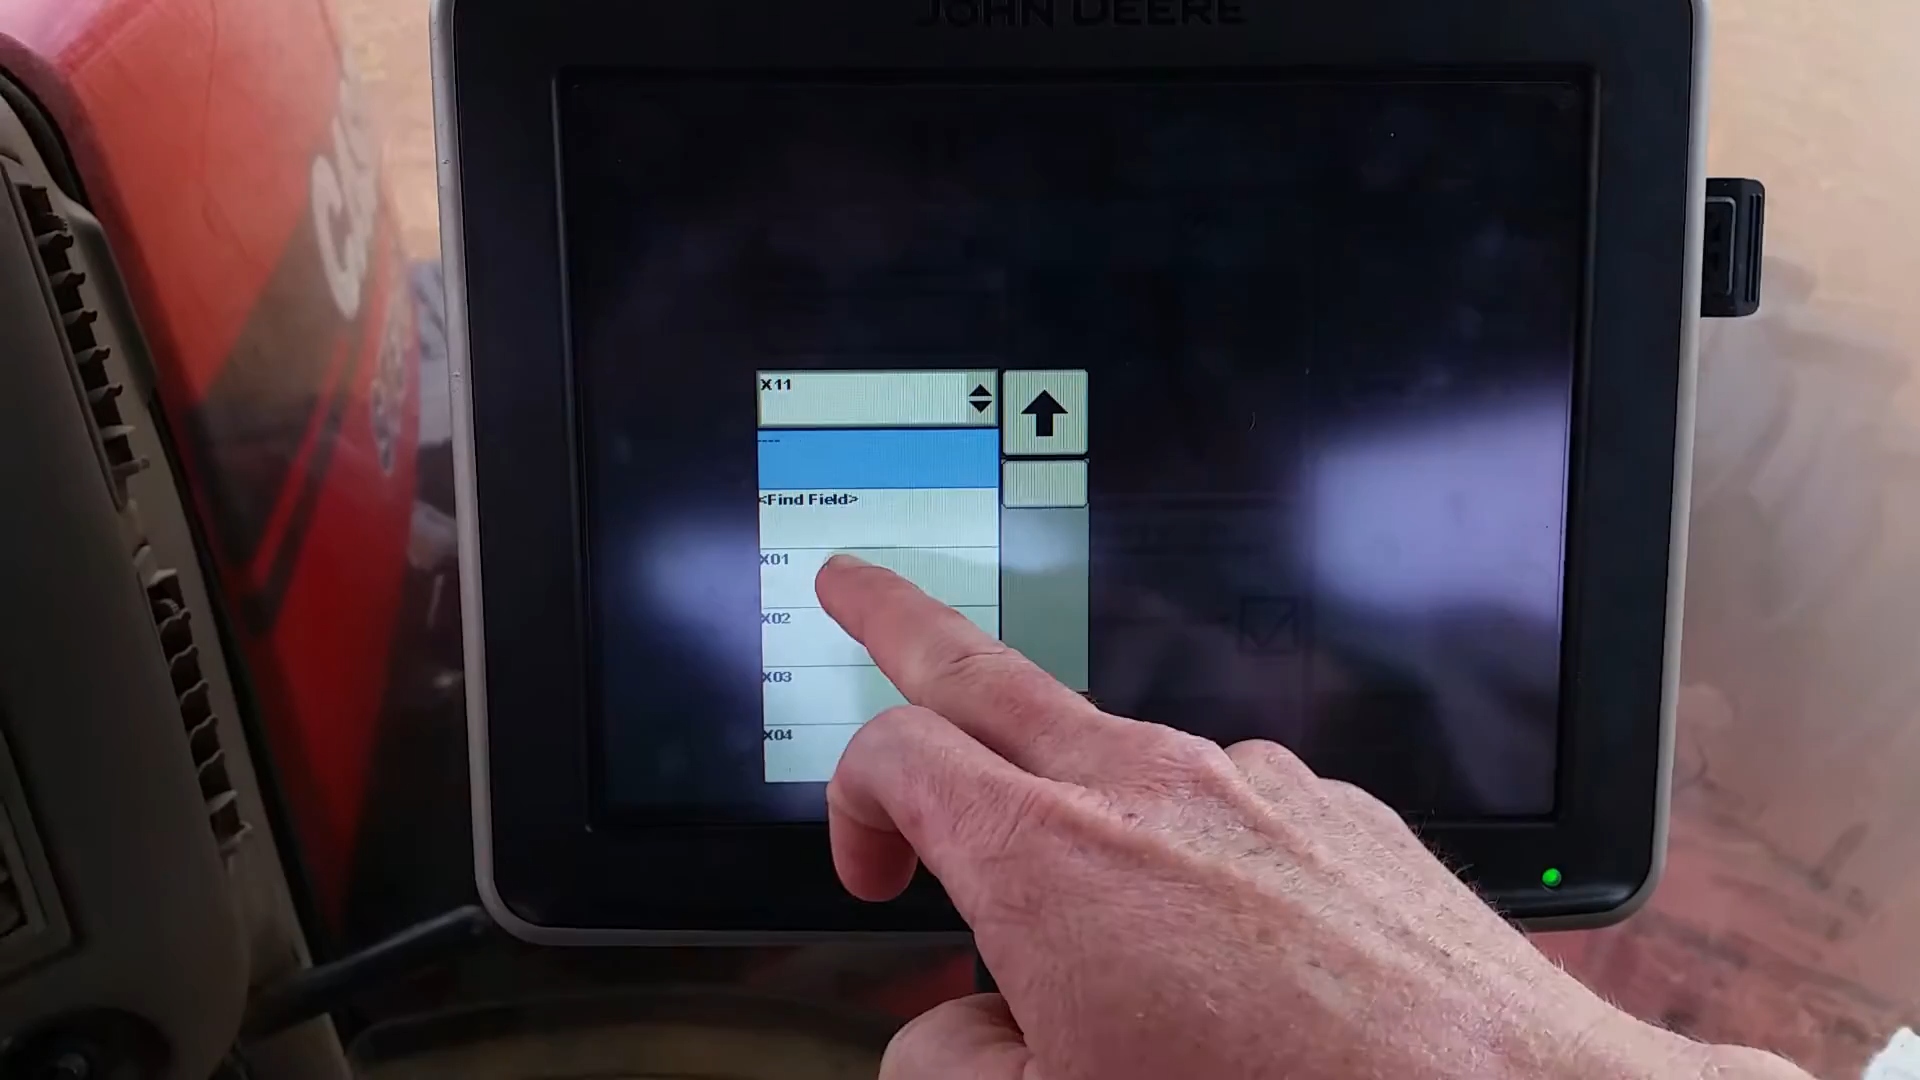 JOHN DEERE
X11
----
<Find Field>
X01
X02
X03
X04